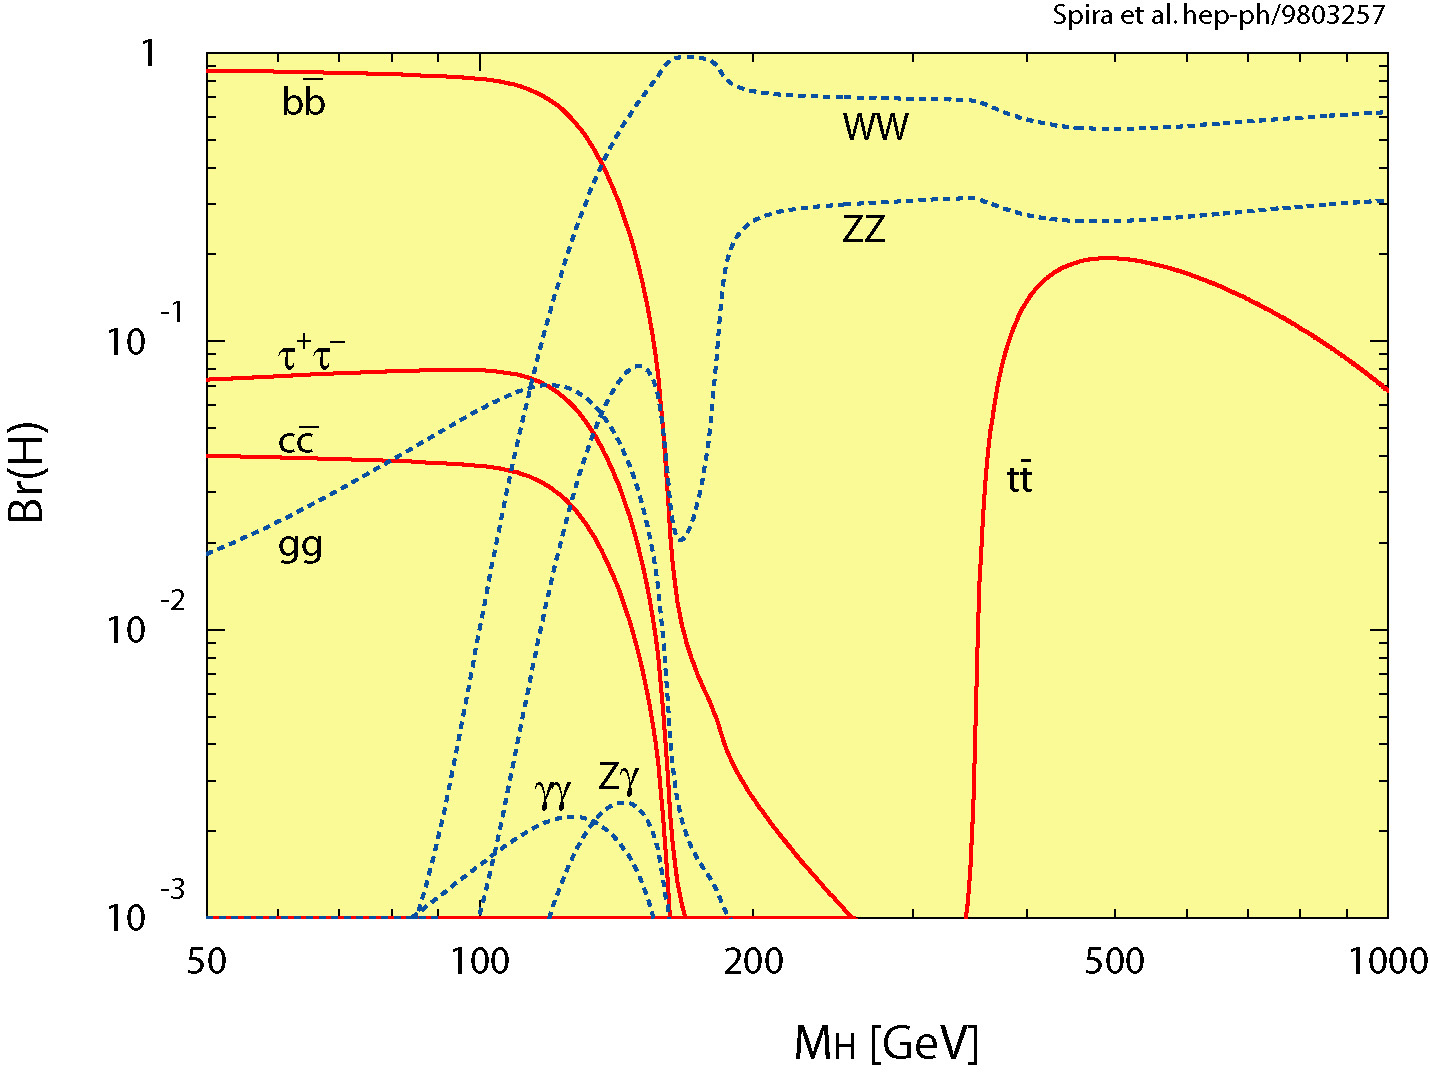 Spira et al. hep-ph/9803257
1
bb̅
WW
ZZ
10⁻¹
τ⁺τ⁻
cc̅
tt̅
gg
10⁻²
Zγ
γγ
10⁻³
50 100 200 500 1000
Br(H)
MH [GeV]